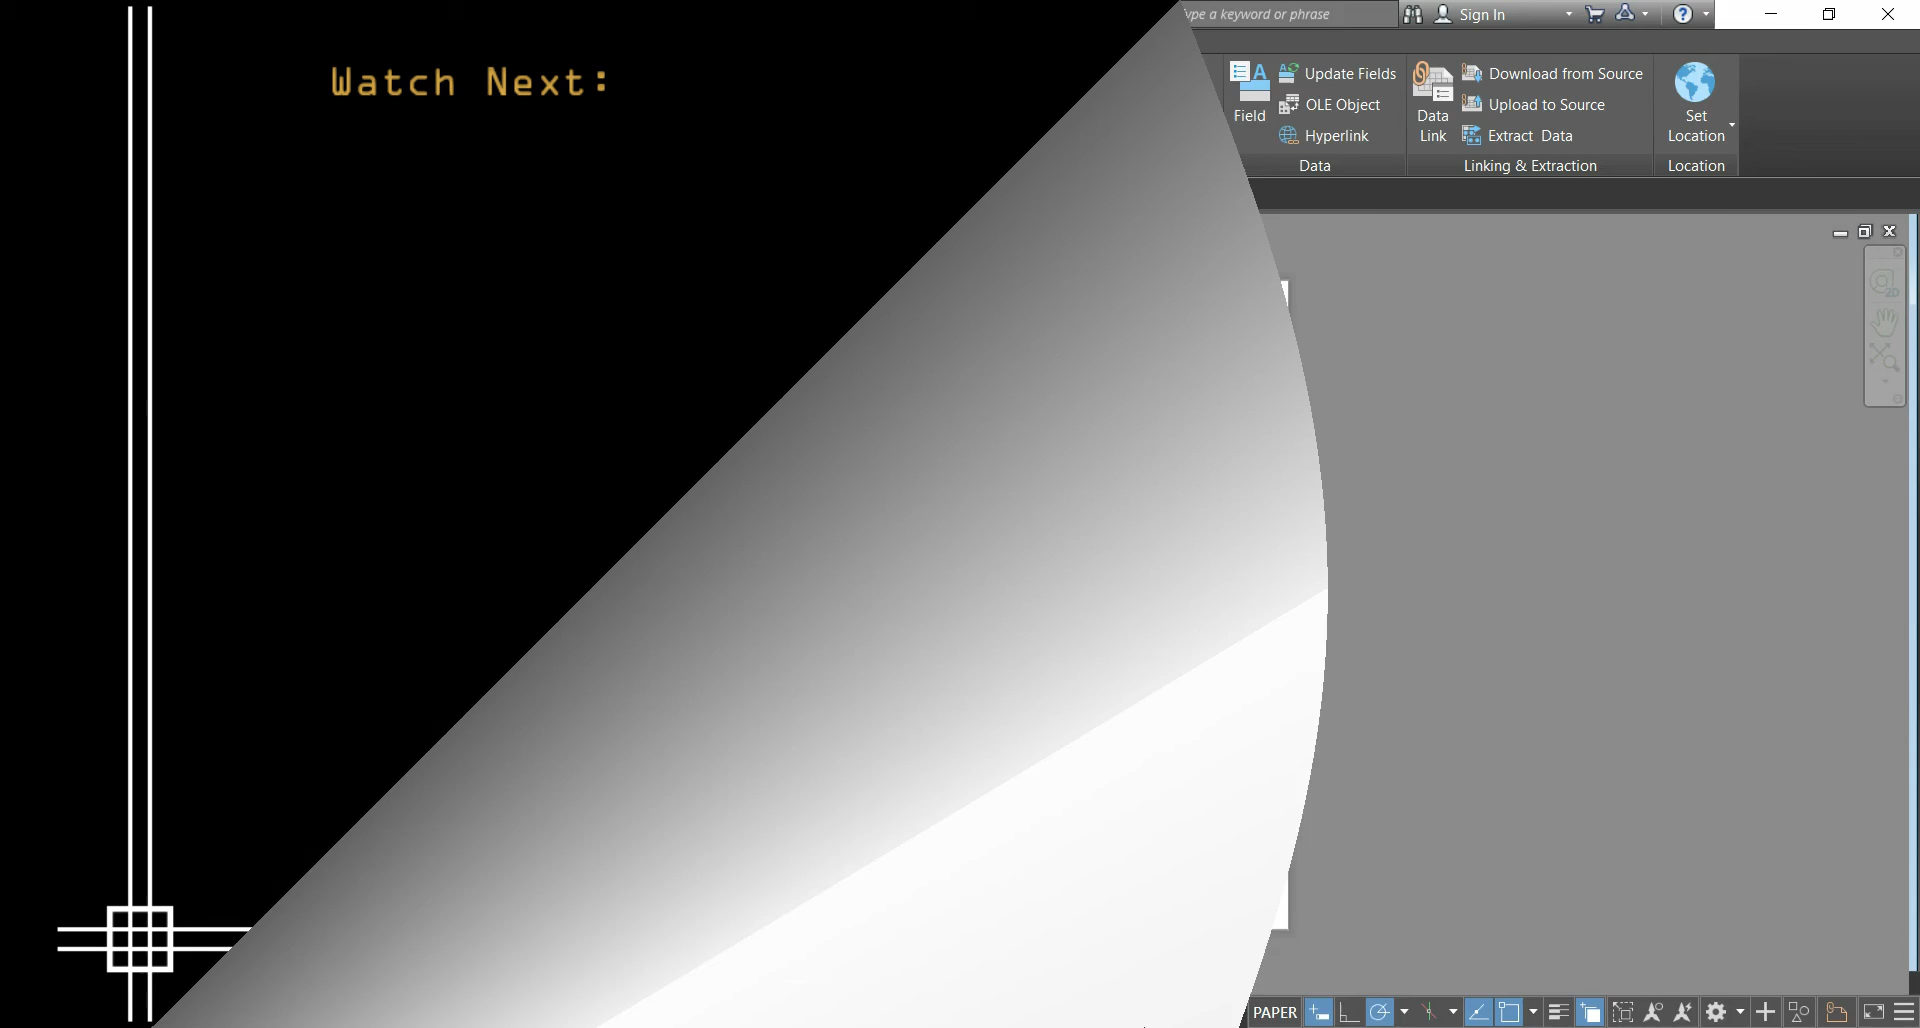 Watch Next:
ype a keyword or phrase
Sign In
Field
Update Fields
OLE Object
Hyperlink
Data
Data
Link
Download from Source
Upload to Source
Extract Data
Linking & Extraction
Set
Location
Location
2D
PAPER